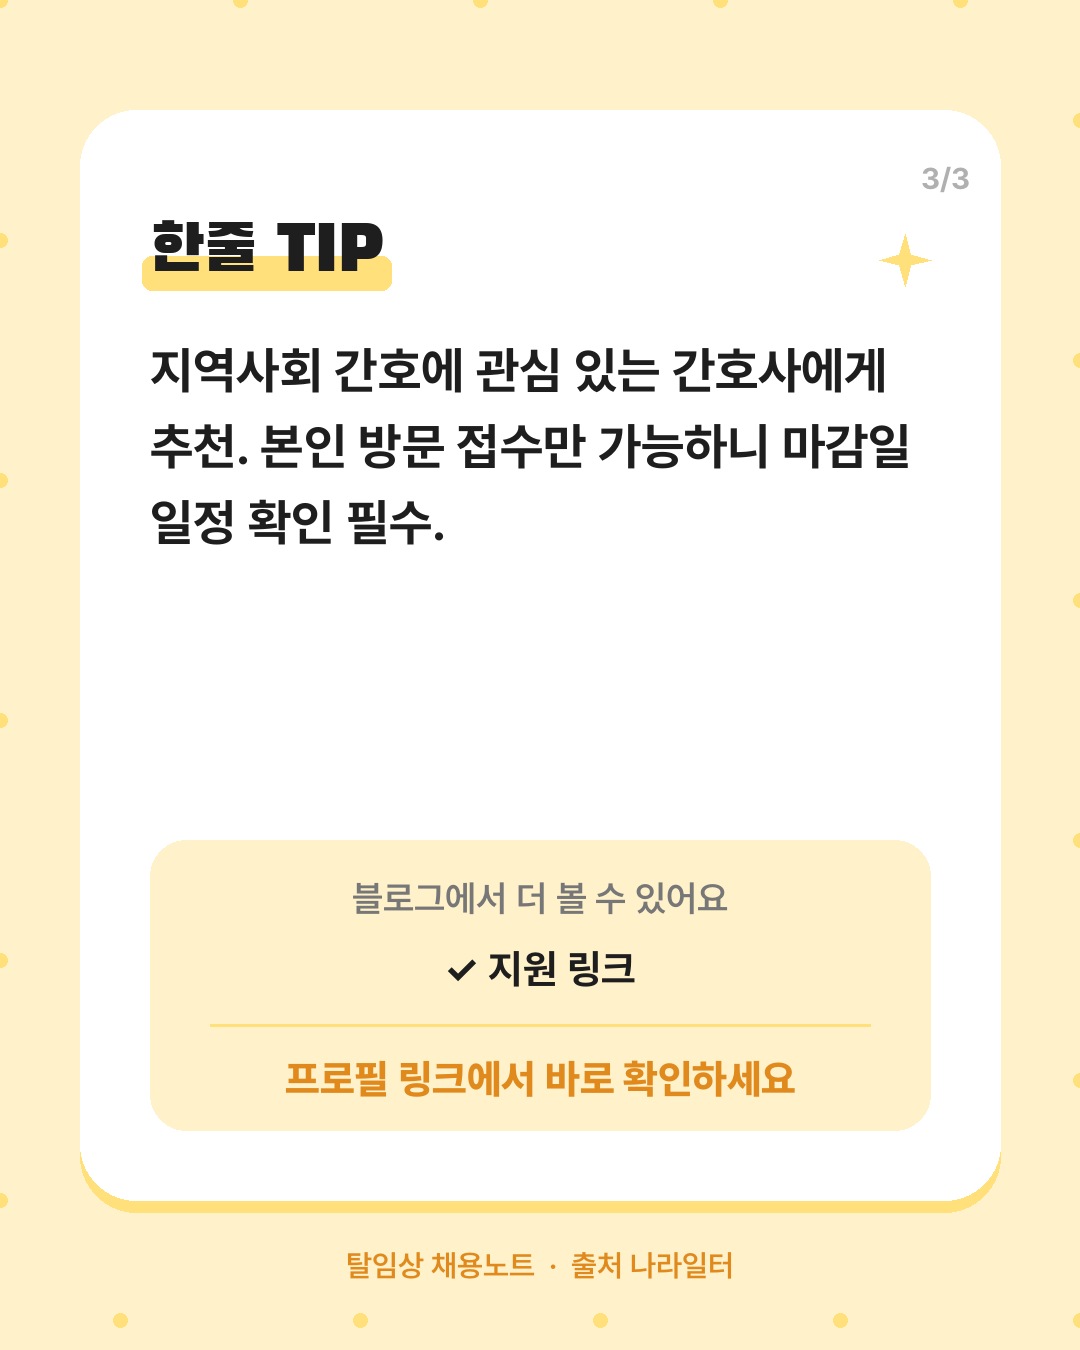 3/3
한줄 TIP
지역사회 간호에 관심 있는 간호사에게
추천. 본인 방문 접수만 가능하니 마감일
일정 확인 필수.
블로그에서 더 볼 수 있어요
✓ 지원 링크
프로필 링크에서 바로 확인하세요
탈임상 채용노트 · 출처 나라일터